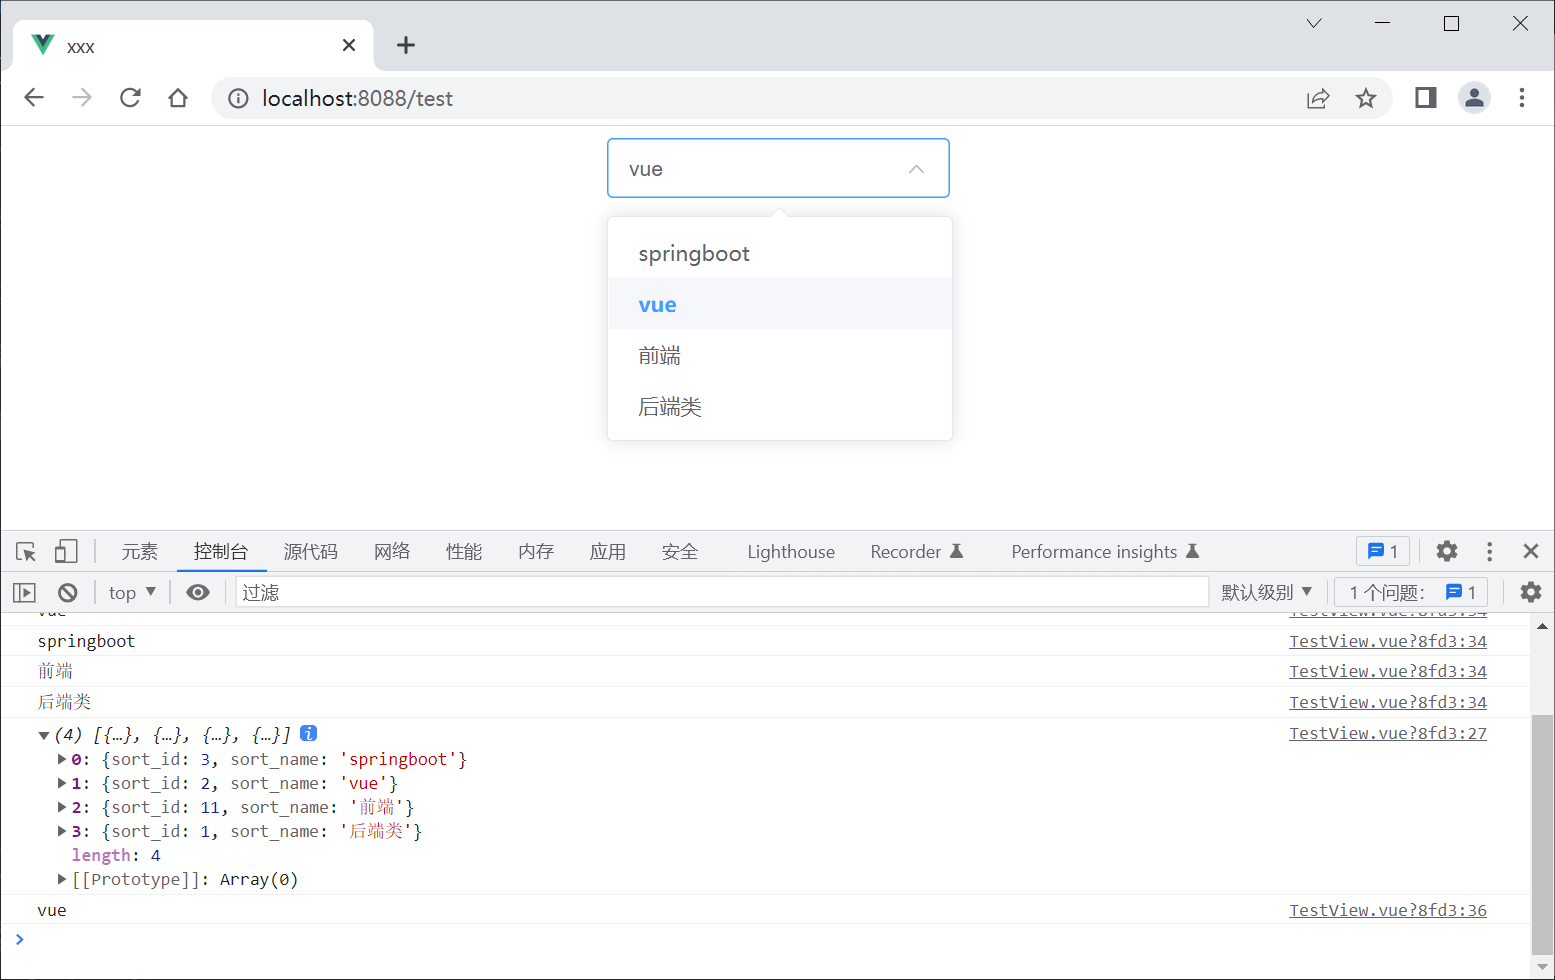 xxx
localhost:8088/test
vue
springboot
vue
前端
后端类
元素 控制台 源代码 网络 性能 内存 应用 安全 Lighthouse Recorder Performance insights 1
top 过滤 默认级别 1 个问题： 1
vue TestView.vue?8fd3:34
springboot TestView.vue?8fd3:34
前端 TestView.vue?8fd3:34
后端类 TestView.vue?8fd3:34
(4) [{…}, {…}, {…}, {…}] i TestView.vue?8fd3:27
0: {sort_id: 3, sort_name: 'springboot'}
1: {sort_id: 2, sort_name: 'vue'}
2: {sort_id: 11, sort_name: '前端'}
3: {sort_id: 1, sort_name: '后端类'}
length: 4
[[Prototype]]: Array(0)
vue TestView.vue?8fd3:36